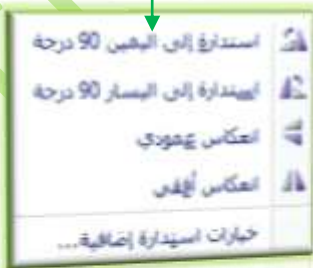 استدارة إلى اليمين 90 درجة
استدارة إلى اليسار 90 درجة
انعكاس عمودي
انعكاس أفقي
خيارات استدارة إضافية...